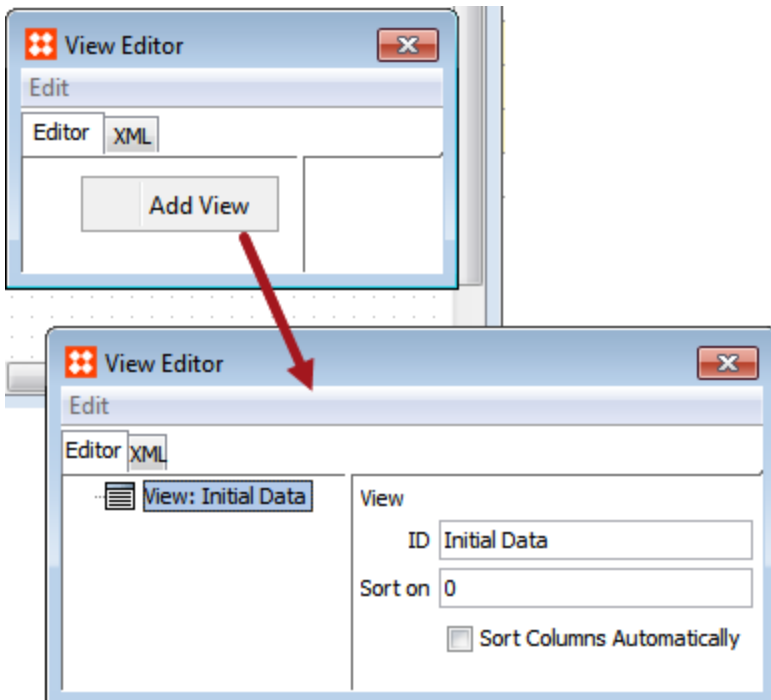 View Editor
Edit
Editor XML
Add View
View Editor
Edit
Editor XML
View: Initial Data
View
ID Initial Data
Sort on 0
Sort Columns Automatically